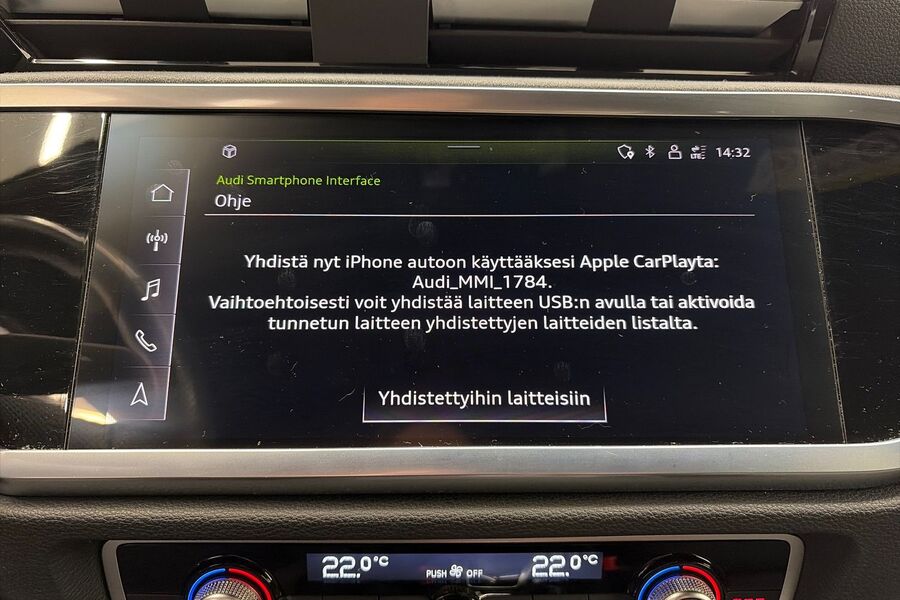 LTE 14:32
Audi Smartphone Interface
Ohje
Yhdistä nyt iPhone autoon käyttääksesi Apple CarPlayta:
Audi_MMI_1784.
Vaihtoehtoisesti voit yhdistää laitteen USB:n avulla tai aktivoida
tunnetun laitteen yhdistettyjen laitteiden listalta.
Yhdistettyihin laitteisiin
22.0°C PUSH OFF 22.0°C